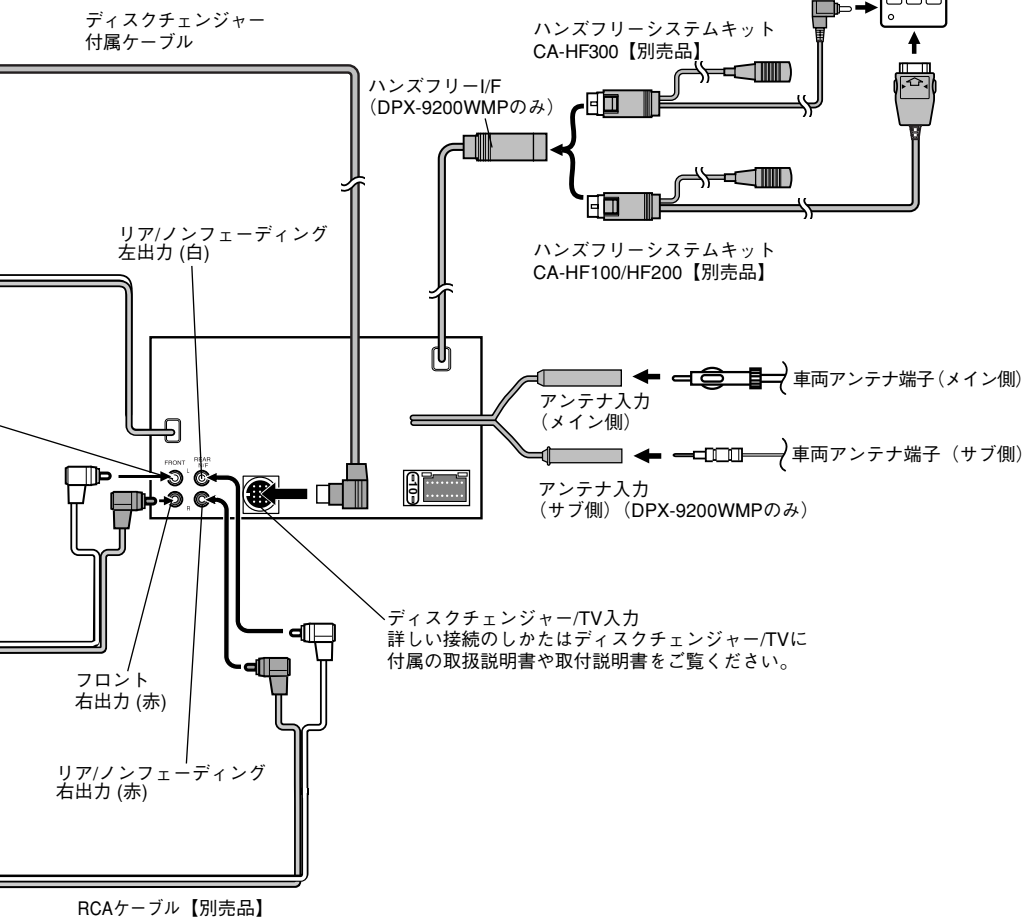 ディスクチェンジャー
付属ケーブル
ハンズフリーシステムキット
CA-HF300【別売品】
ハンズフリーI/F
（DPX-9200WMPのみ）
リア/ノンフェーディング
左出力 (白)
ハンズフリーシステムキット
CA-HF100/HF200【別売品】
車両アンテナ端子（メイン側）
アンテナ入力
（メイン側）
車両アンテナ端子（サブ側）
アンテナ入力
（サブ側）（DPX-9200WMPのみ）
FRONT
REAR
N/F
L
R
ディスクチェンジャー/TV入力
詳しい接続のしかたはディスクチェンジャー/TVに
付属の取扱説明書や取付説明書をご覧ください。
フロント
右出力 (赤)
リア/ノンフェーディング
右出力 (赤)
RCAケーブル【別売品】